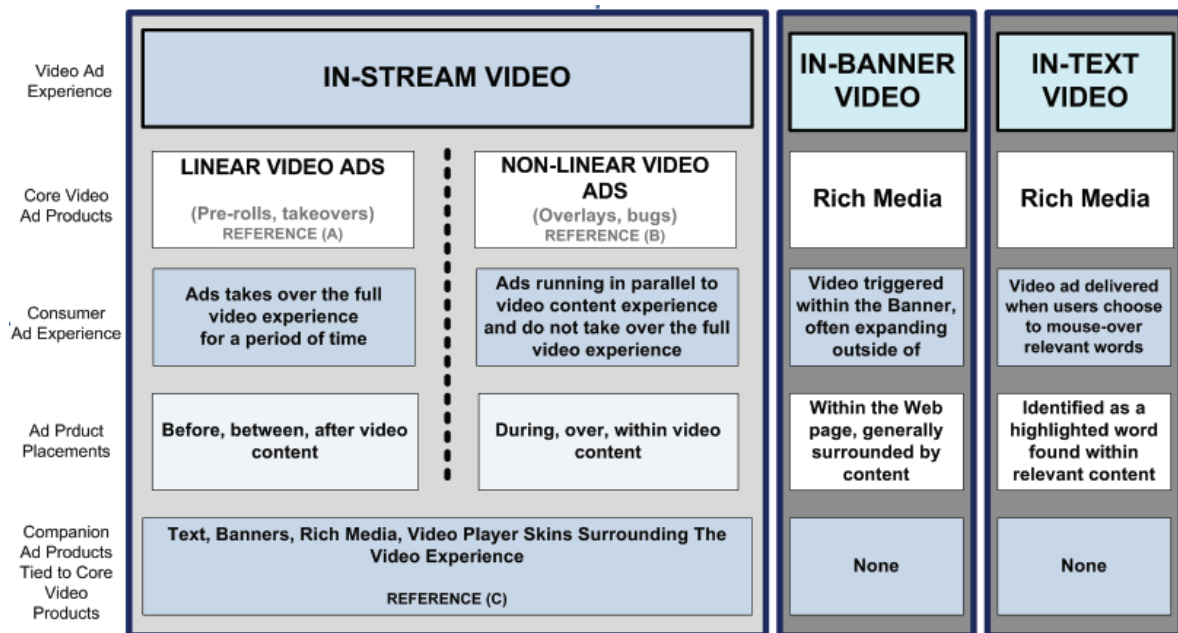 Video Ad
Experience
IN-STREAM VIDEO
IN-BANNER
VIDEO
IN-TEXT
VIDEO
Core Video
Ad Products
LINEAR VIDEO ADS
(Pre-rolls, takeovers)
REFERENCE (A)
NON-LINEAR VIDEO
ADS
(Overlays, bugs)
REFERENCE (B)
Rich Media
Rich Media
Consumer
Ad Experience
Ads takes over the full
video experience
for a period of time
Ads running in parallel to
video content experience
and do not take over the full
video experience
Video triggered
within the Banner,
often expanding
outside of
Video ad delivered
when users choose
to mouse-over
relevant words
Ad Prduct
Placements
Before, between, after video
content
During, over, within video
content
Within the Web
page, generally
surrounded by
content
Identified as a
highlighted word
found within
relevant content
Companion
Ad Products
Tied to Core
Video
Products
Text, Banners, Rich Media, Video Player Skins Surrounding The
Video Experience
REFERENCE (C)
None
None